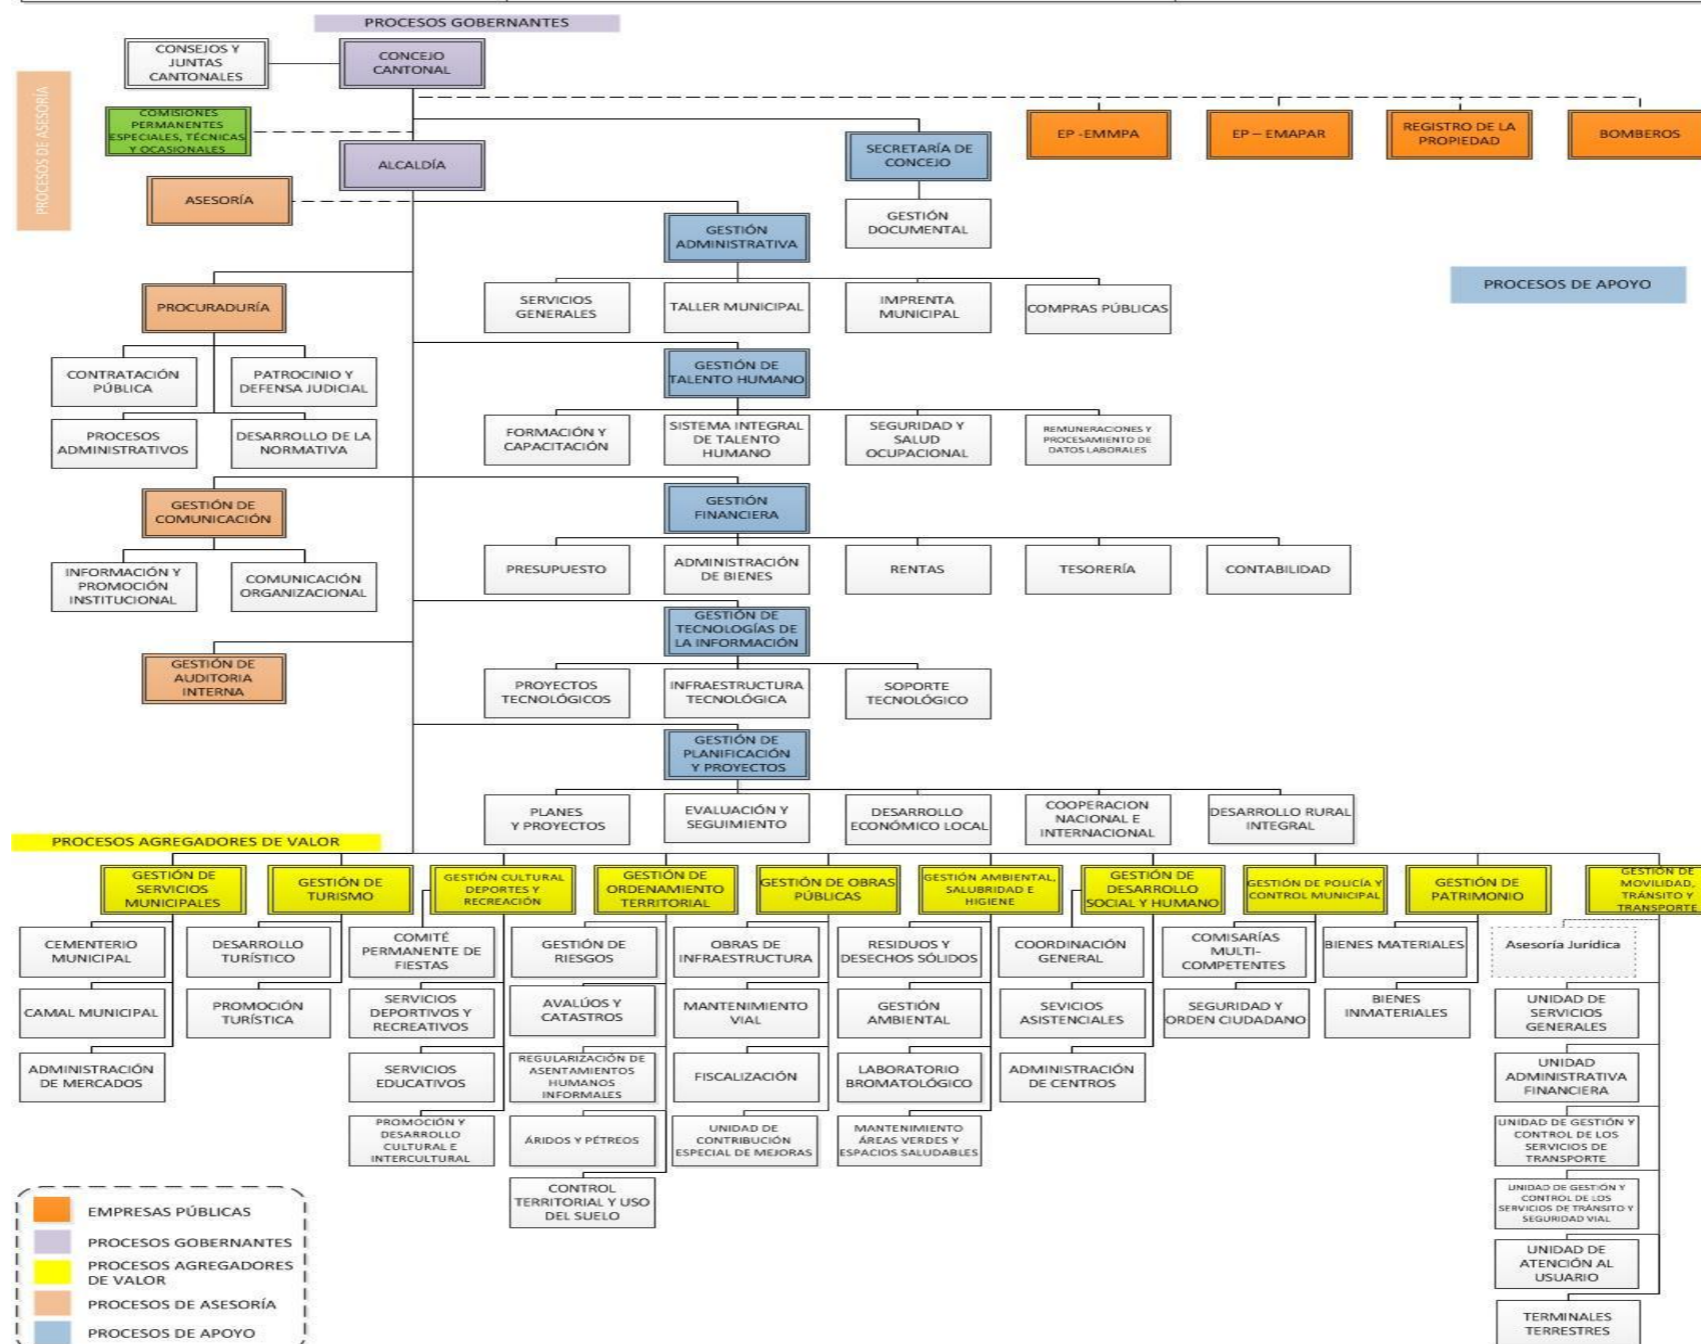 PROCESOS GOBERNANTES
CONSEJOS Y
JUNTAS
CANTONALES
CONCEJO
CANTONAL
PROCESOS DE ASESORÍA
COMISIONES
PERMANENTES
ESPECIALES, TÉCNICAS
Y OCASIONALES
EP -EMMPA
EP – EMAPAR
REGISTRO DE LA
PROPIEDAD
BOMBEROS
SECRETARÍA DE
CONCEJO
ALCALDÍA
ASESORÍA
GESTIÓN
DOCUMENTAL
GESTIÓN
ADMINISTRATIVA
PROCESOS DE APOYO
PROCURADURÍA
SERVICIOS
GENERALES
TALLER MUNICIPAL
IMPRENTA
MUNICIPAL
COMPRAS PÚBLICAS
CONTRATACIÓN
PÚBLICA
PATROCINIO Y
DEFENSA JUDICIAL
GESTIÓN DE
TALENTO HUMANO
PROCESOS
ADMINISTRATIVOS
DESARROLLO DE LA
NORMATIVA
FORMACIÓN Y
CAPACITACIÓN
SISTEMA INTEGRAL
DE TALENTO
HUMANO
SEGURIDAD Y
SALUD
OCUPACIONAL
REMUNERACIONES Y
PROCESAMIENTO DE
DATOS LABORALES
GESTIÓN DE
COMUNICACIÓN
GESTIÓN
FINANCIERA
INFORMACIÓN Y
PROMOCIÓN
INSTITUCIONAL
COMUNICACIÓN
ORGANIZACIONAL
PRESUPUESTO
ADMINISTRACIÓN
DE BIENES
RENTAS
TESORERÍA
CONTABILIDAD
GESTIÓN DE
TECNOLOGÍAS DE
LA INFORMACIÓN
GESTIÓN DE
AUDITORIA
INTERNA
PROYECTOS
TECNOLÓGICOS
INFRAESTRUCTURA
TECNOLÓGICA
SOPORTE
TECNOLÓGICO
GESTIÓN DE
PLANIFICACIÓN
Y PROYECTOS
PLANES
Y PROYECTOS
EVALUACIÓN Y
SEGUIMIENTO
DESARROLLO
ECONÓMICO LOCAL
COOPERACION
NACIONAL E
INTERNACIONAL
DESARROLLO RURAL
INTEGRAL
PROCESOS AGREGADORES DE VALOR
GESTIÓN DE
SERVICIOS
MUNICIPALES
GESTIÓN DE
TURISMO
GESTIÓN CULTURAL
DEPORTES Y
RECREACIÓN
GESTIÓN DE
ORDENAMIENTO
TERRITORIAL
GESTIÓN DE OBRAS
PÚBLICAS
GESTIÓN AMBIENTAL,
SALUBRIDAD E
HIGIENE
GESTIÓN DE
DESARROLLO
SOCIAL Y HUMANO
GESTIÓN DE POLICÍA Y
CONTROL MUNICIPAL
GESTIÓN DE
PATRIMONIO
GESTIÓN DE
MOVILIDAD,
TRÁNSITO Y
TRANSPORTE
CEMENTERIO
MUNICIPAL
DESARROLLO
TURÍSTICO
COMITÉ
PERMANENTE DE
FIESTAS
GESTIÓN DE
RIESGOS
OBRAS DE
INFRAESTRUCTURA
RESIDUOS Y
DESECHOS SÓLIDOS
COORDINACIÓN
GENERAL
COMISARÍAS
MULTI-
COMPETENTES
BIENES MATERIALES
Asesoría Jurídica
CAMAL MUNICIPAL
PROMOCIÓN
TURÍSTICA
SERVICIOS
DEPORTIVOS Y
RECREATIVOS
AVALÚOS Y
CATASTROS
MANTENIMIENTO
VIAL
GESTIÓN
AMBIENTAL
SEVICIOS
ASISTENCIALES
SEGURIDAD Y
ORDEN CIUDADANO
BIENES
INMATERIALES
UNIDAD DE
SERVICIOS
GENERALES
ADMINISTRACIÓN
DE MERCADOS
SERVICIOS
EDUCATIVOS
REGULARIZACIÓN DE
ASENTAMIENTOS
HUMANOS
INFORMALES
FISCALIZACIÓN
LABORATORIO
BROMATOLÓGICO
ADMINISTRACIÓN
DE CENTROS
UNIDAD
ADMINISTRATIVA
FINANCIERA
PROMOCIÓN Y
DESARROLLO
CULTURAL E
INTERCULTURAL
ÁRIDOS Y PÉTREOS
UNIDAD DE
CONTRIBUCIÓN
ESPECIAL DE MEJORAS
MANTENIMIENTO
ÁREAS VERDES Y
ESPACIOS SALUDABLES
UNIDAD DE GESTIÓN Y
CONTROL DE LOS
SERVICIOS DE
TRANSPORTE
CONTROL
TERRITORIAL Y USO
DEL SUELO
UNIDAD DE GESTIÓN Y
CONTROL DE LOS
SERVICIOS DE TRÁNSITO Y
SEGURIDAD VIAL
UNIDAD DE
ATENCIÓN AL
USUARIO
TERMINALES
TERRESTRES
EMPRESAS PÚBLICAS
PROCESOS GOBERNANTES
PROCESOS AGREGADORES
DE VALOR
PROCESOS DE ASESORÍA
PROCESOS DE APOYO